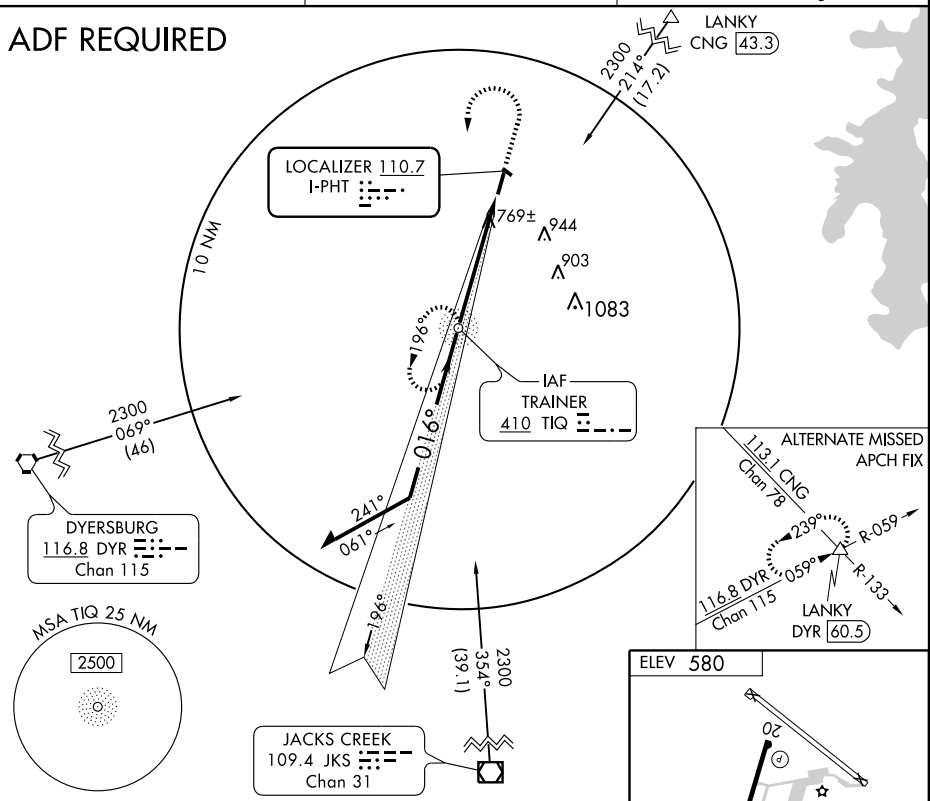 ADF REQUIRED
LANKY
CNG 43.3
2300
214°
(17.2)
LOCALIZER 110.7
I-PHT
10 NM
769±
944
903
1083
196°
IAF
TRAINER
410 TIQ
016°
2300
069°
(46)
241°
061°
DYERSBURG
116.8 DYR
Chan 115
196°
ALTERNATE MISSED
APCH FIX
113.1 CNG
Chan 78
239°
R-059
059°
116.8 DYR
Chan 115
R-133
LANKY
DYR 60.5
MSA TIQ 25 NM
2500
2300
354°
(39.1)
JACKS CREEK
109.4 JKS
Chan 31
ELEV 580
20
P